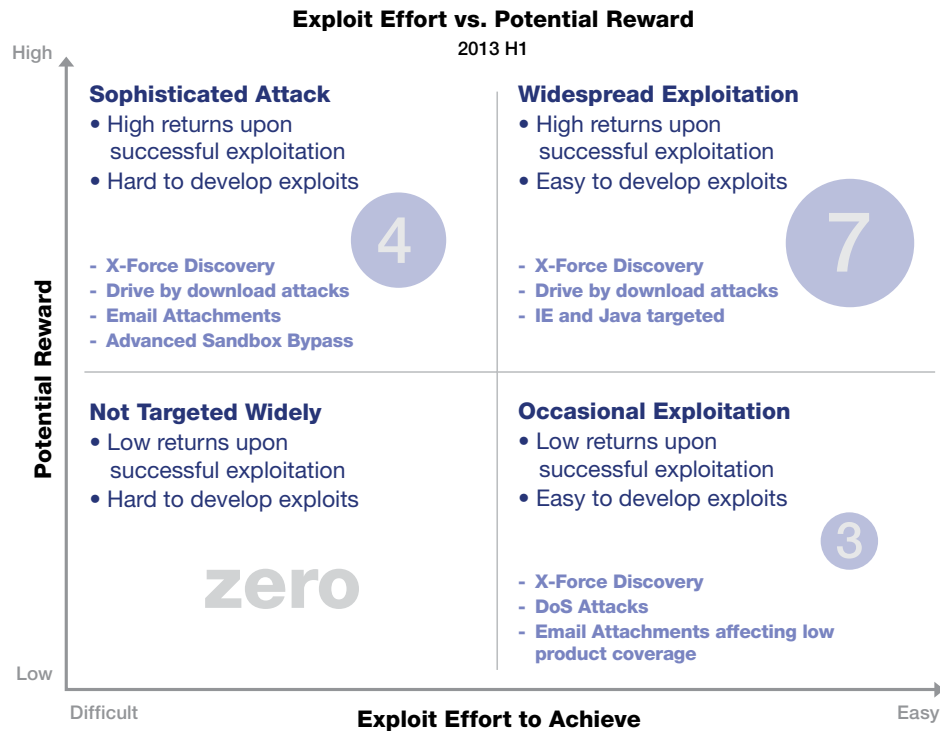 Exploit Effort vs. Potential Reward
2013 H1
High
Sophisticated Attack
• High returns upon
successful exploitation
• Hard to develop exploits
4
- X-Force Discovery
- Drive by download attacks
- Email Attachments
- Advanced Sandbox Bypass
Widespread Exploitation
• High returns upon
successful exploitation
• Easy to develop exploits
7
- X-Force Discovery
- Drive by download attacks
- IE and Java targeted
Potential Reward
Not Targeted Widely
• Low returns upon
successful exploitation
• Hard to develop exploits
zero
Occasional Exploitation
• Low returns upon
successful exploitation
• Easy to develop exploits
3
- X-Force Discovery
- DoS Attacks
- Email Attachments affecting low
product coverage
Low
Difficult
Exploit Effort to Achieve
Easy